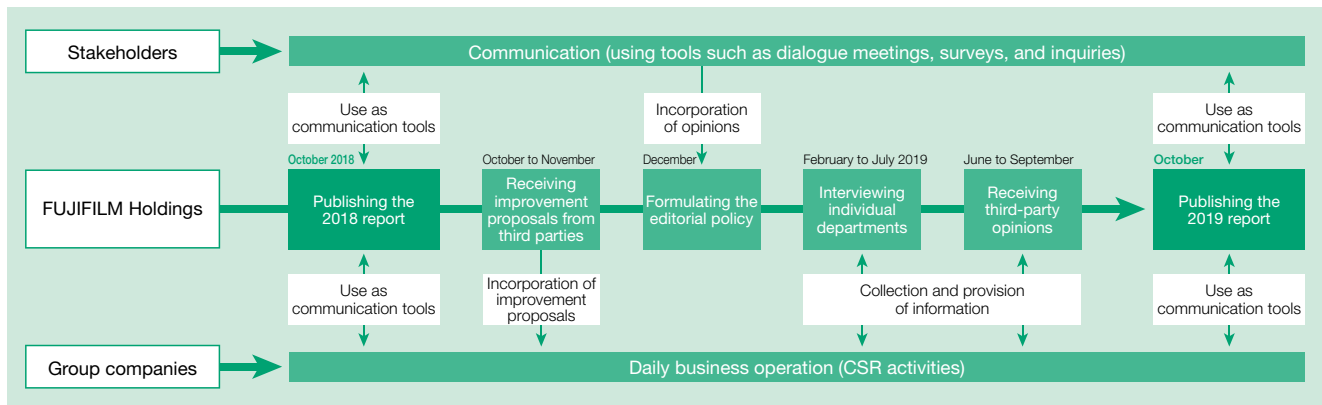 Stakeholders
Communication (using tools such as dialogue meetings, surveys, and inquiries)
Use as
communication tools
Incorporation
of opinions
Use as
communication tools
FUJIFILM Holdings
October 2018
Publishing the
2018 report
October to November
Receiving
improvement
proposals from
third parties
December
Formulating the
editorial policy
February to July 2019
Interviewing
individual
departments
June to September
Receiving
third-party
opinions
October
Publishing the
2019 report
Use as
communication tools
Incorporation of
improvement
proposals
Collection and provision
of information
Use as
communication tools
Group companies
Daily business operation (CSR activities)